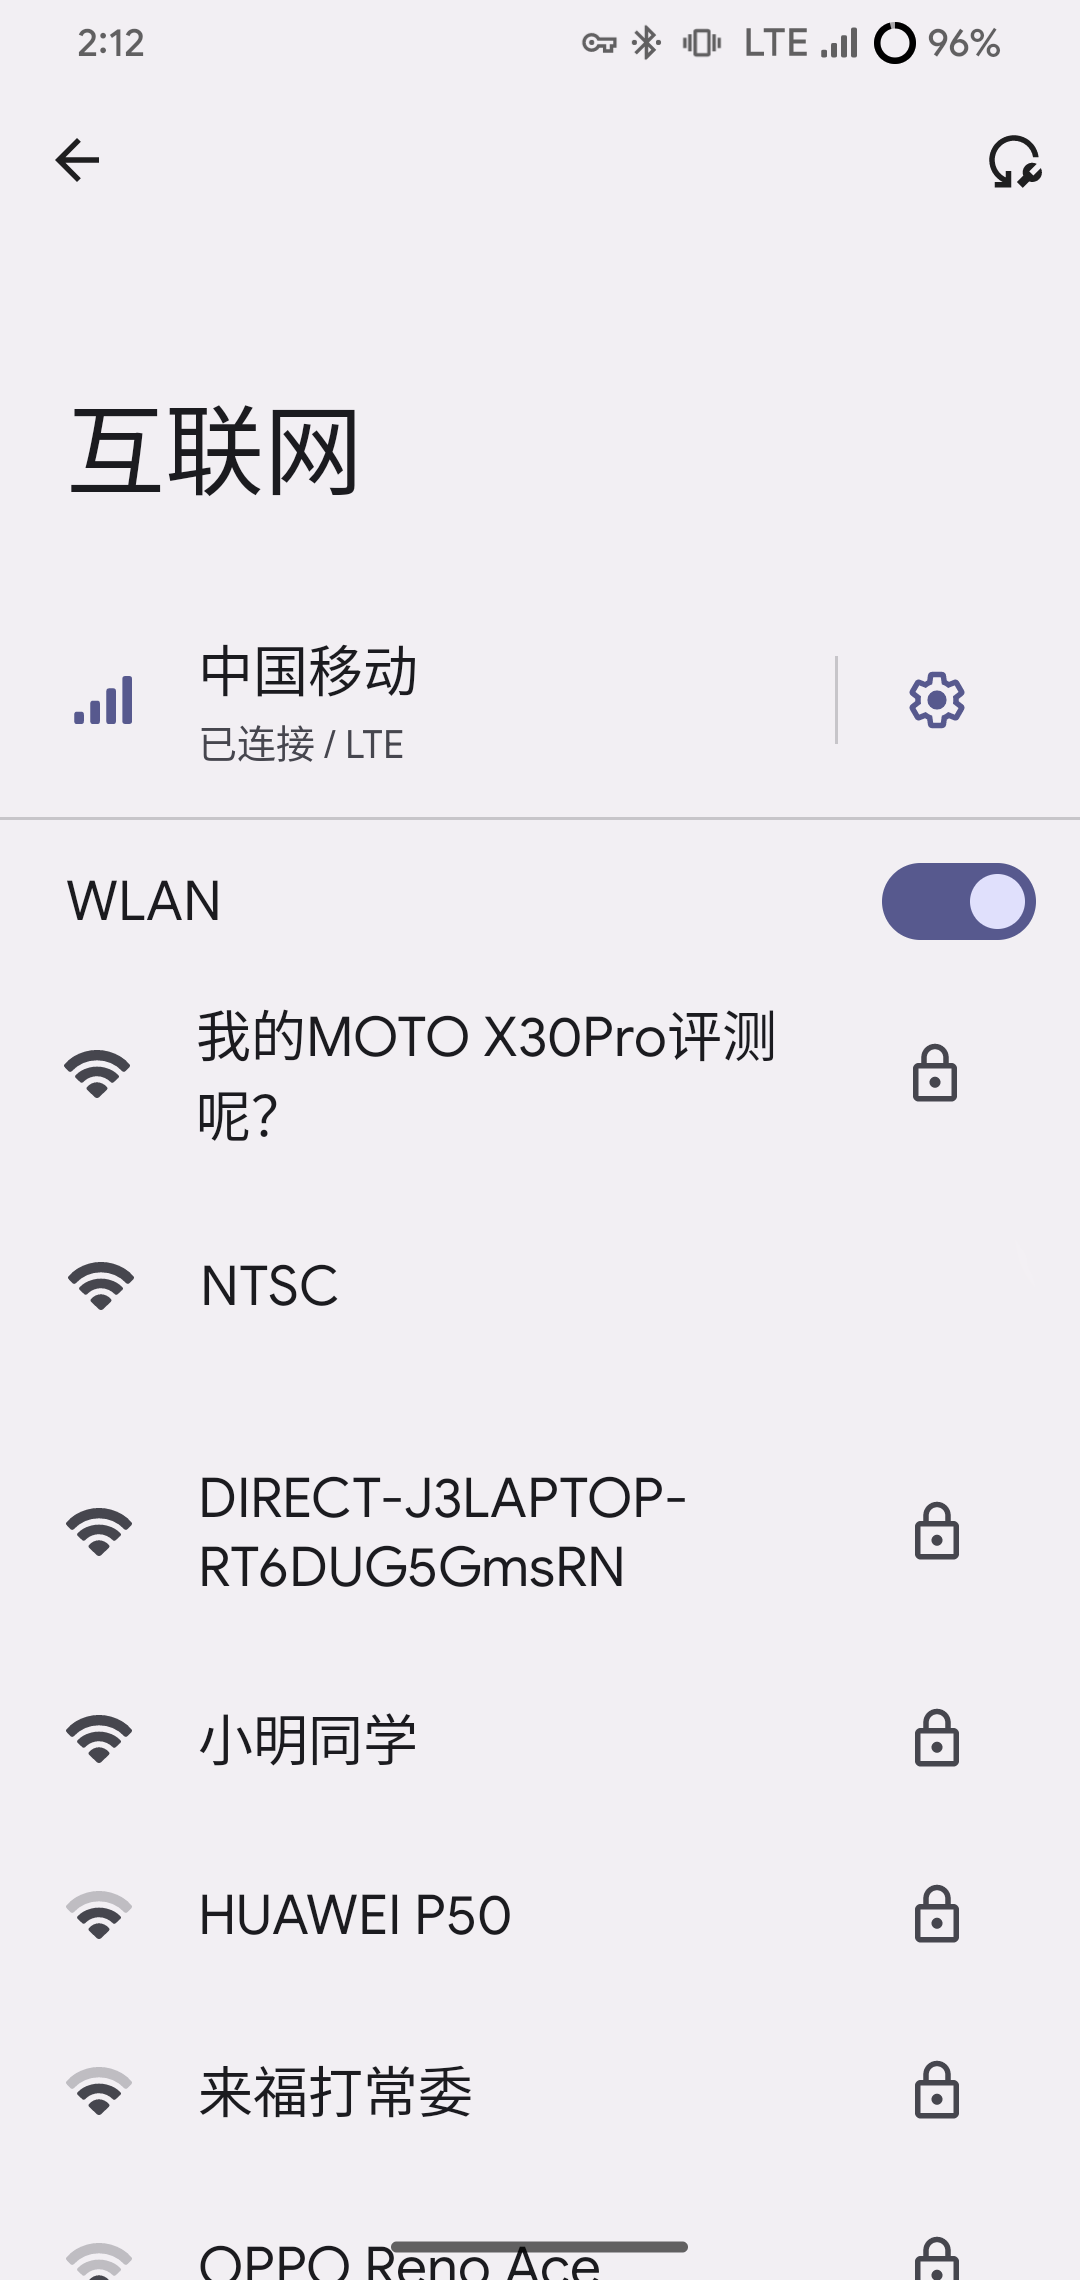 2:12 LTE 96%
互联网
中国移动
已连接 / LTE
WLAN
我的MOTO X30Pro评测
呢？
NTSC
DIRECT-J3LAPTOP-
RT6DUG5GmsRN
小明同学
HUAWEI P50
来福打常委
OPPO Reno Ace